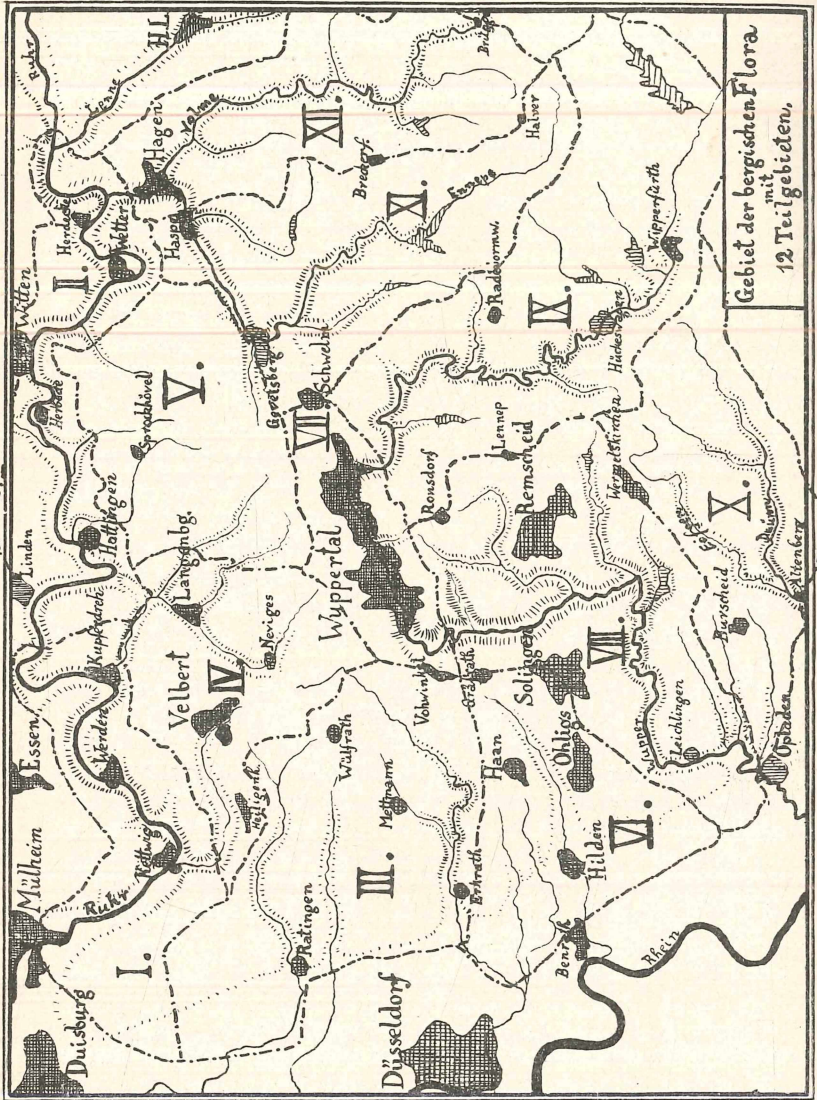 Gebiet der bergischen Flora
mit
12 Teilgebieten.
Duisburg
Mülheim
Essen
Linden
Witten
Ruhr
Ruhr
Lenne
Kettwig
Werden
Kupferdreh
Hattingen
Herbede
Wetter
Herdecke
Hagen
Haspe
Volme
I.
I.
Heiligenh.
Velbert
IV
Langenbg.
Neviges
Sprockhövel
V.
Gevelsberg
Schwelm
VII
Ratingen
Wülfrath
Mettmann
III.
Wuppertal
Brederf.
XII.
XI.
Ennepe
Halver
Düsseldorf
Erkrath
Haan
Vohwinkel
Gräfrath
Ronsdorf
Lennep
Remscheid
Radevormw.
IX.
Hückeswagen
Wipperfürth
Benrath
Hilden
Ohligs
Solingen
VIII.
VI.
Wupper
Leichlingen
Wermelskirchen
Burscheid
X.
Dhünn
Altenberg
Opladen
Rhein